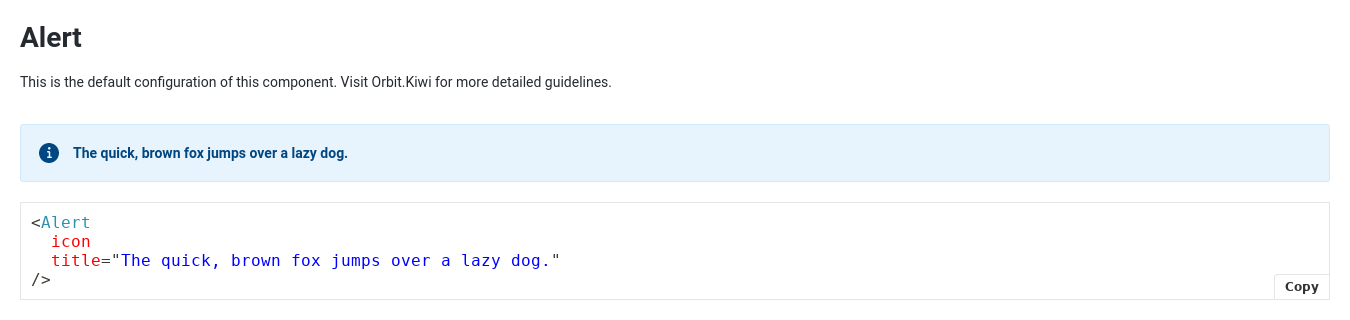 Alert
This is the default configuration of this component. Visit Orbit.Kiwi for more detailed guidelines.
The quick, brown fox jumps over a lazy dog.
<Alert
  icon
  title="The quick, brown fox jumps over a lazy dog."
/>
Copy